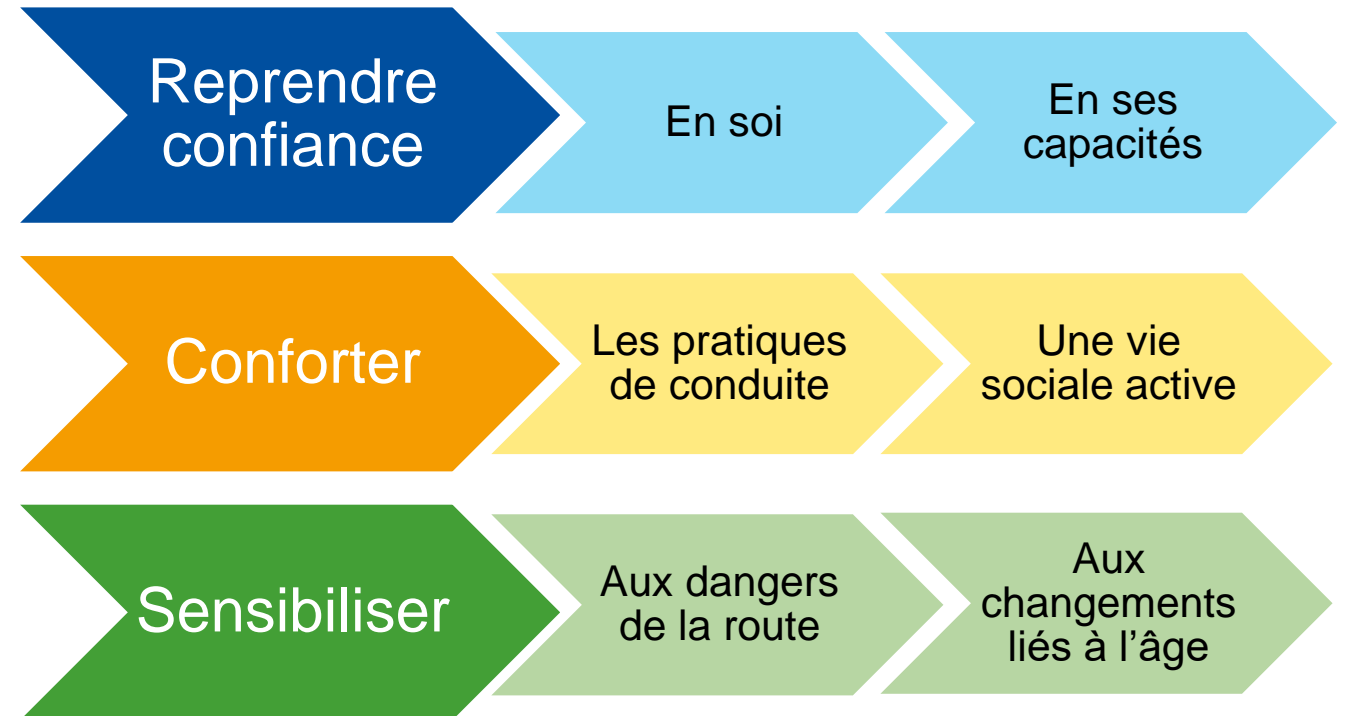 Reprendre
confiance
En soi
En ses
capacités
Conforter
Les pratiques
de conduite
Une vie
sociale active
Sensibiliser
Aux dangers
de la route
Aux
changements
liés à l’âge